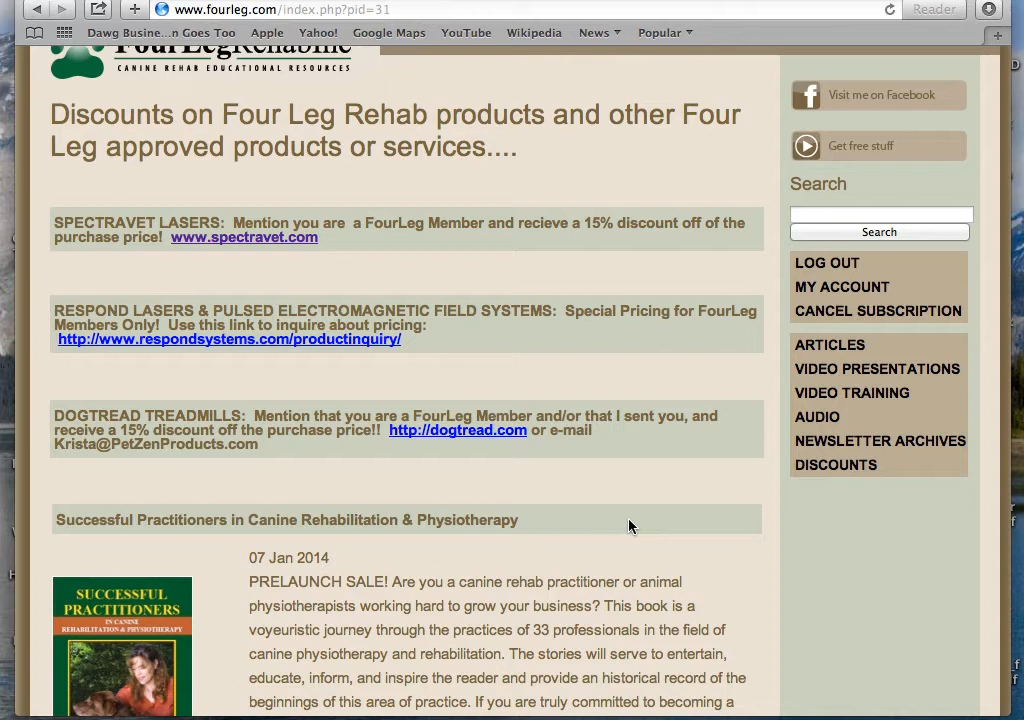 www.fourleg.com/index.php?pid=31
Reader
Dawg Busine...n Goes Too
Apple
Yahoo!
Google Maps
YouTube
Wikipedia
News
Popular
FourLegRehabInc
CANINE REHAB EDUCATIONAL RESOURCES
Discounts on Four Leg Rehab products and other Four
Leg approved products or services....
SPECTRAVET LASERS: Mention you are a FourLeg Member and recieve a 15% discount off of the
purchase price! www.spectravet.com
RESPOND LASERS & PULSED ELECTROMAGNETIC FIELD SYSTEMS: Special Pricing for FourLeg
Members Only! Use this link to inquire about pricing:
http://www.respondsystems.com/productinquiry/
DOGTREAD TREADMILLS: Mention that you are a FourLeg Member and/or that I sent you, and
receive a 15% discount off the purchase price!! http://dogtread.com or e-mail
Krista@PetZenProducts.com
Successful Practitioners in Canine Rehabilitation & Physiotherapy
07 Jan 2014
PRELAUNCH SALE! Are you a canine rehab practitioner or animal
physiotherapists working hard to grow your business? This book is a
voyeuristic journey through the practices of 33 professionals in the field of
canine physiotherapy and rehabilitation. The stories will serve to entertain,
educate, inform, and inspire the reader and provide an historical record of the
beginnings of this area of practice. If you are truly committed to becoming a
SUCCESSFUL
PRACTITIONERS
IN CANINE
REHABILITATION & PHYSIOTHERAPY
Visit me on Facebook
Get free stuff
Search
Search
LOG OUT
MY ACCOUNT
CANCEL SUBSCRIPTION
ARTICLES
VIDEO PRESENTATIONS
VIDEO TRAINING
AUDIO
NEWSLETTER ARCHIVES
DISCOUNTS